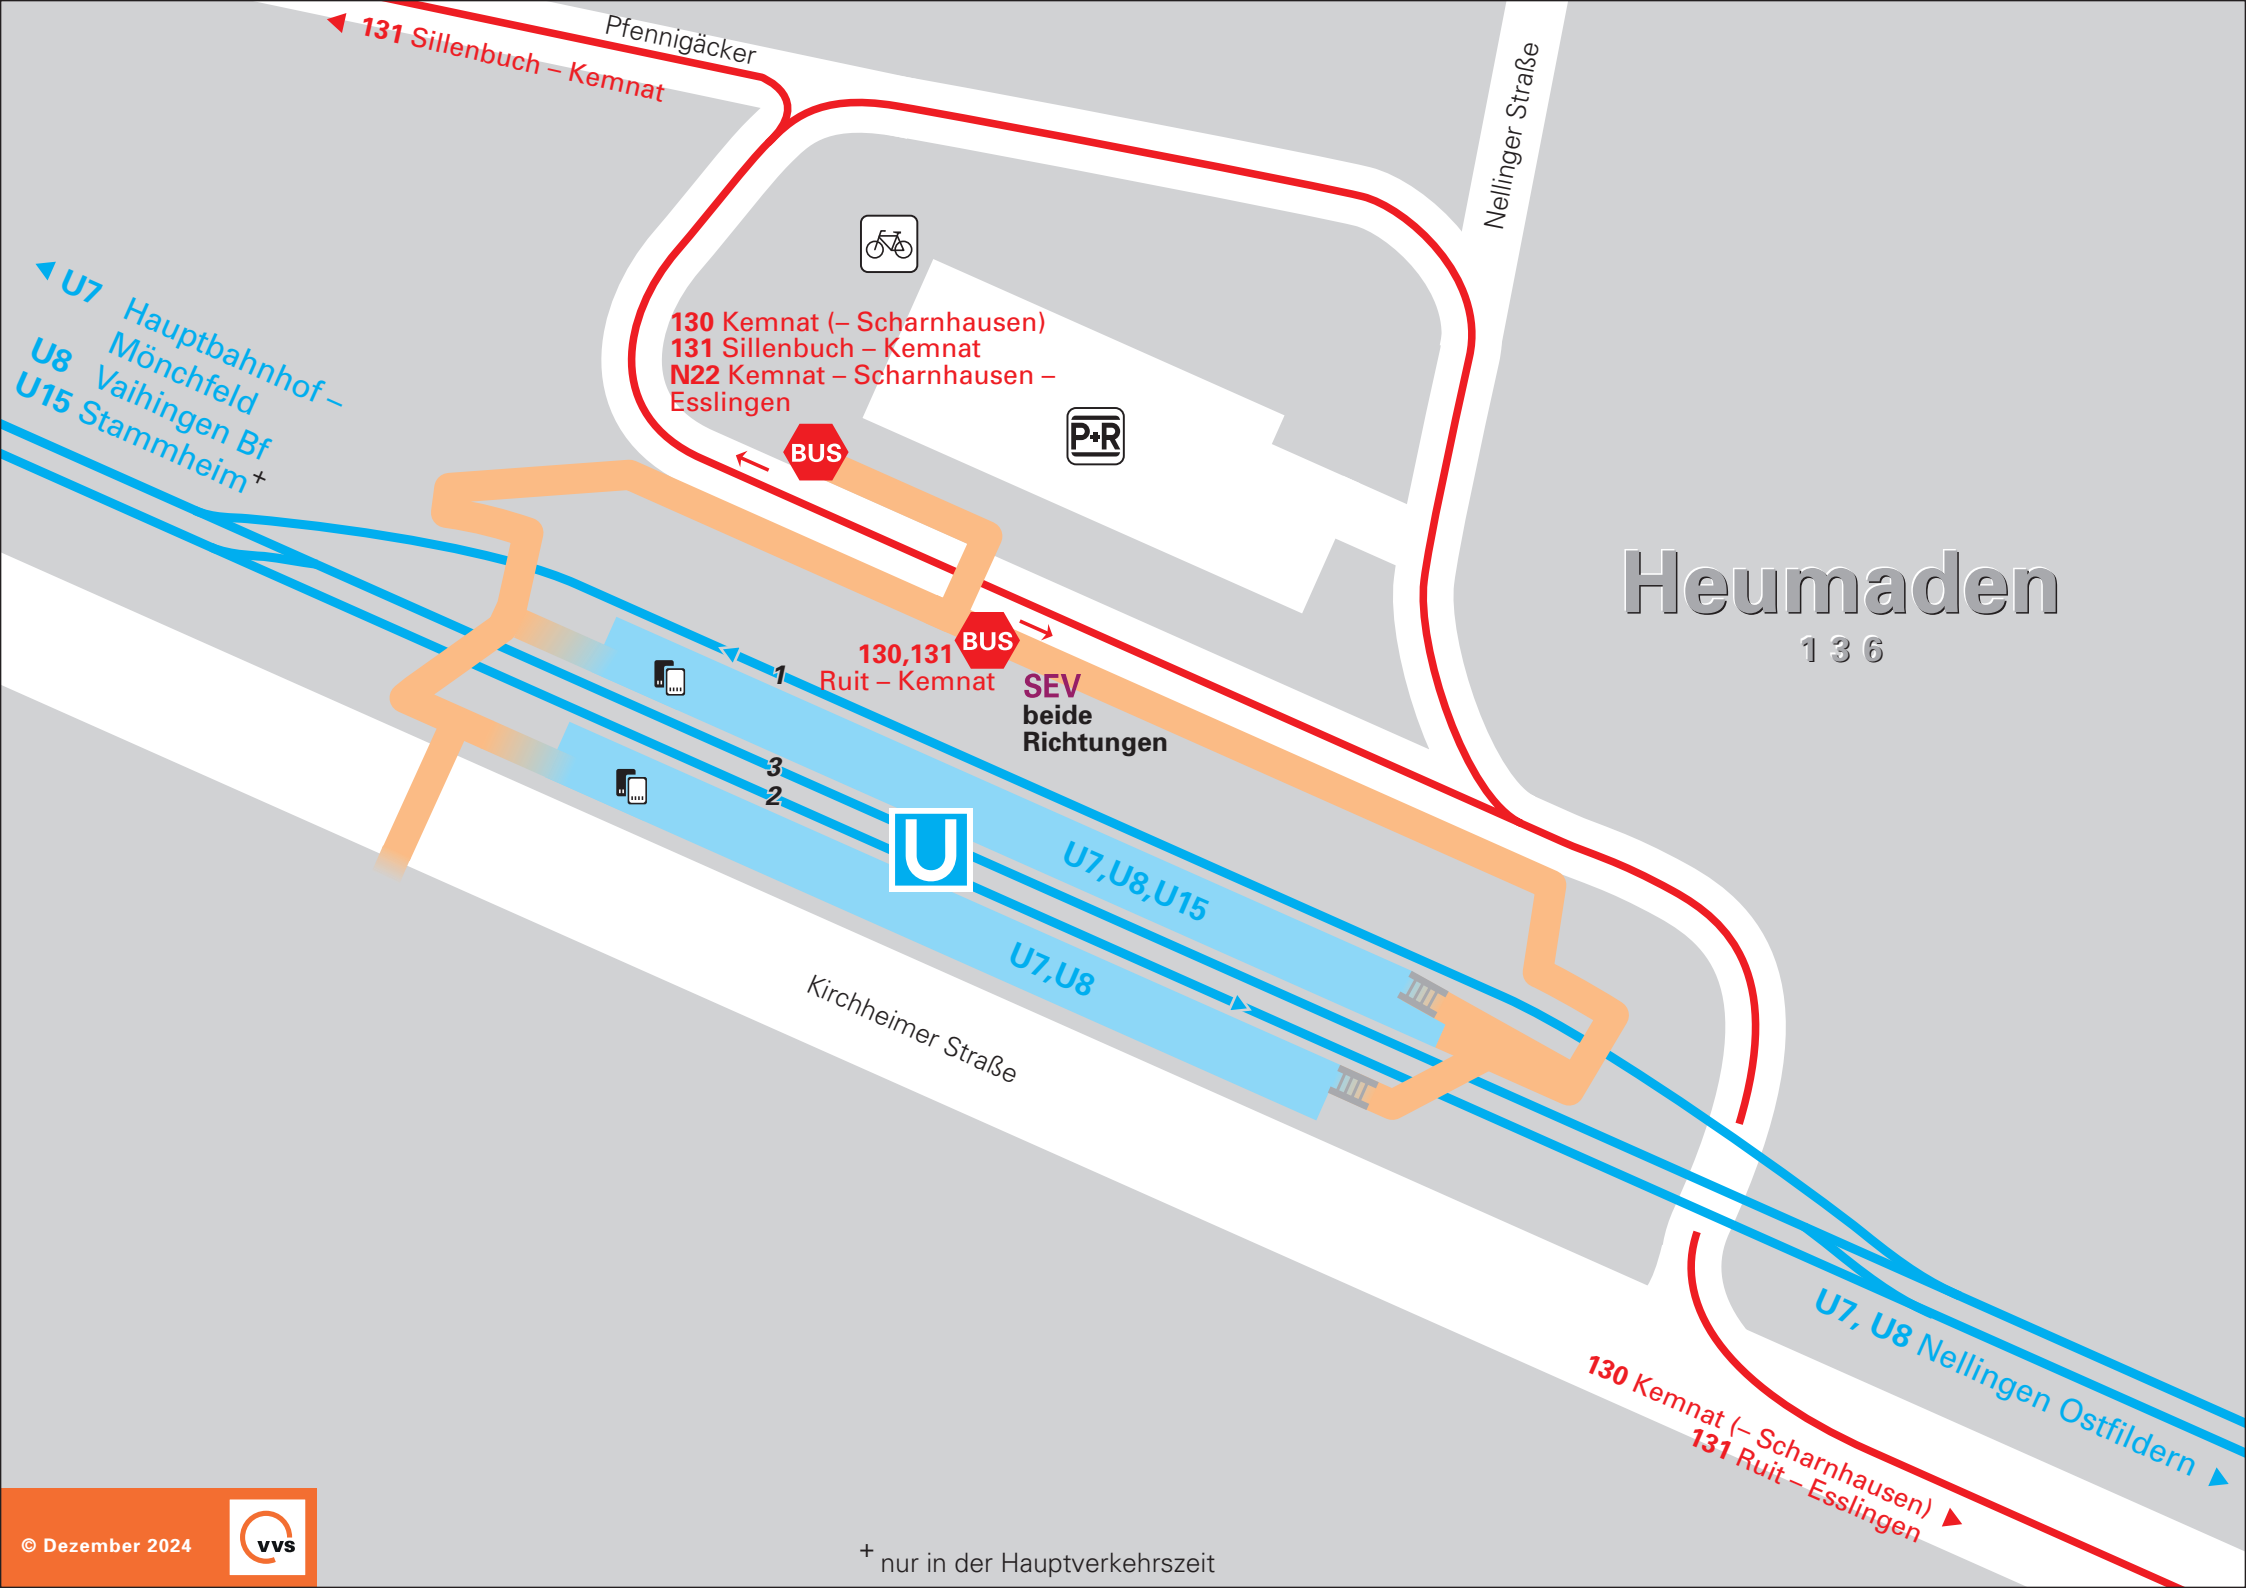 131 Sillenbuch – Kemnat
Pfennigäcker
Nellinger Straße
U7 Hauptbahnhof –
Mönchfeld
U8 Vaihingen Bf
U15 Stammheim +
130 Kemnat (– Scharnhausen)
131 Sillenbuch – Kemnat
N22 Kemnat – Scharnhausen –
Esslingen
BUS
P+R
Heumaden
136
BUS
130,131
Ruit – Kemnat
SEV
beide
Richtungen
1
3
2
U
U7,U8,U15
U7,U8
Kirchheimer Straße
U7, U8 Nellingen Ostfildern
130 Kemnat (– Scharnhausen)
131 Ruit – Esslingen
© Dezember 2024
vvs
+ nur in der Hauptverkehrszeit